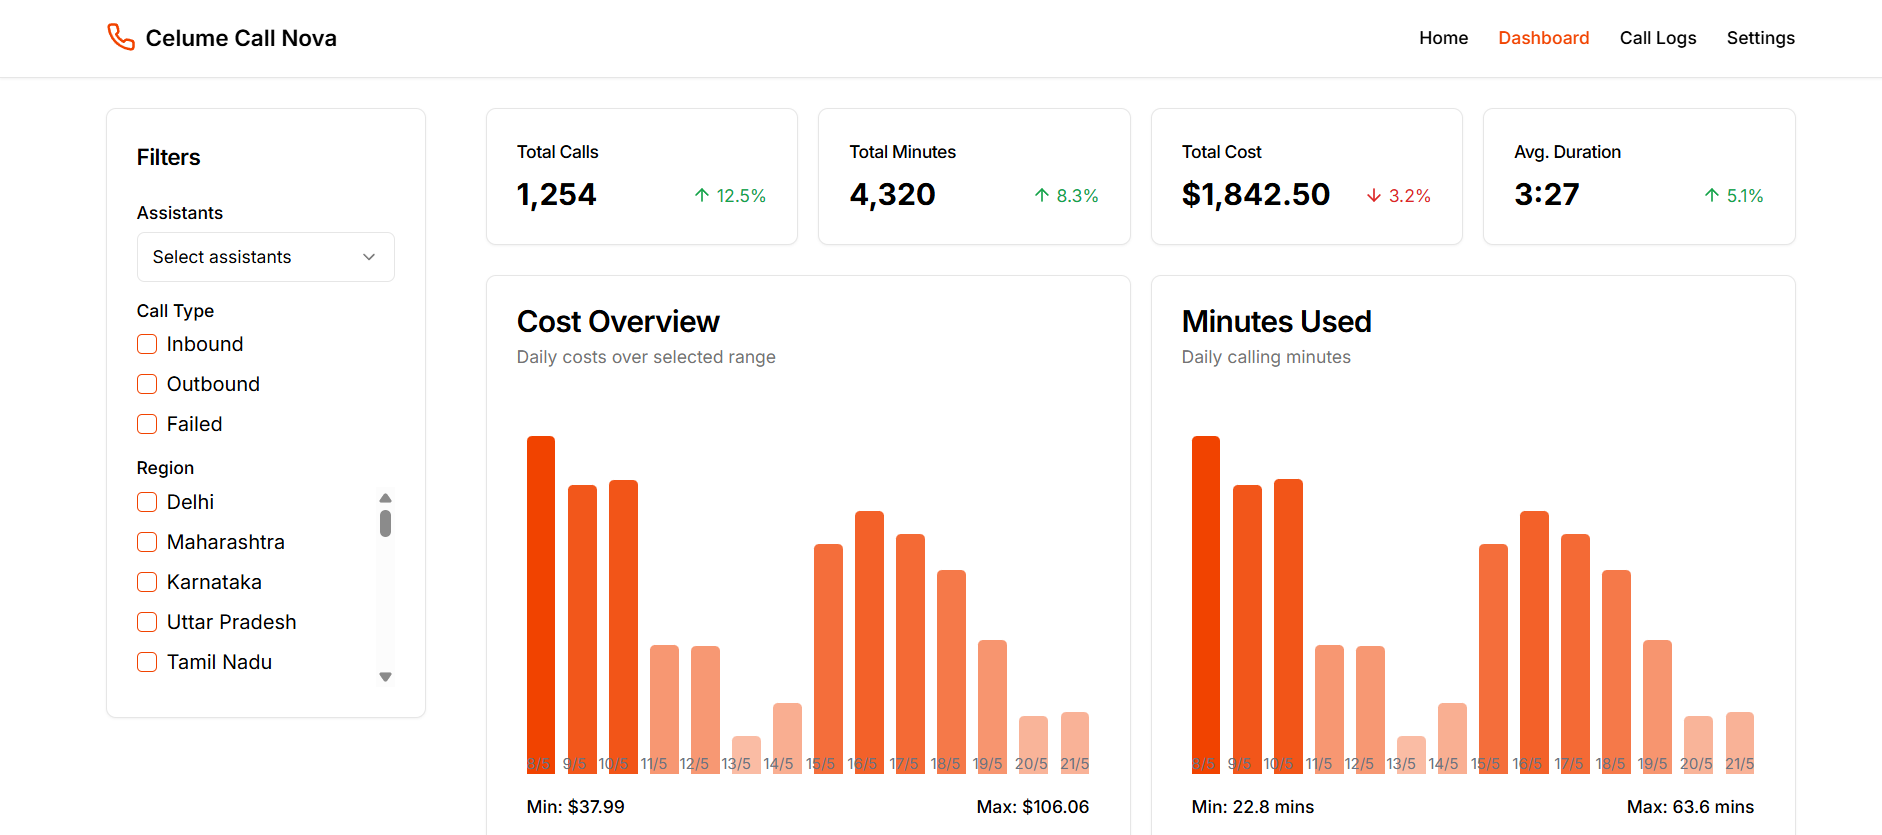 Celume Call Nova
Home Dashboard Call Logs Settings
Filters
Assistants
Select assistants
Call Type
Inbound
Outbound
Failed
Region
Delhi
Maharashtra
Karnataka
Uttar Pradesh
Tamil Nadu
Total Calls
1,254 ↑ 12.5%
Total Minutes
4,320 ↑ 8.3%
Total Cost
$1,842.50 ↓ 3.2%
Avg. Duration
3:27 ↑ 5.1%
Cost Overview
Daily costs over selected range
8/5 9/5 10/5 11/5 12/5 13/5 14/5 15/5 16/5 17/5 18/5 19/5 20/5 21/5
Min: $37.99 Max: $106.06
Minutes Used
Daily calling minutes
8/5 9/5 10/5 11/5 12/5 13/5 14/5 15/5 16/5 17/5 18/5 19/5 20/5 21/5
Min: 22.8 mins Max: 63.6 mins